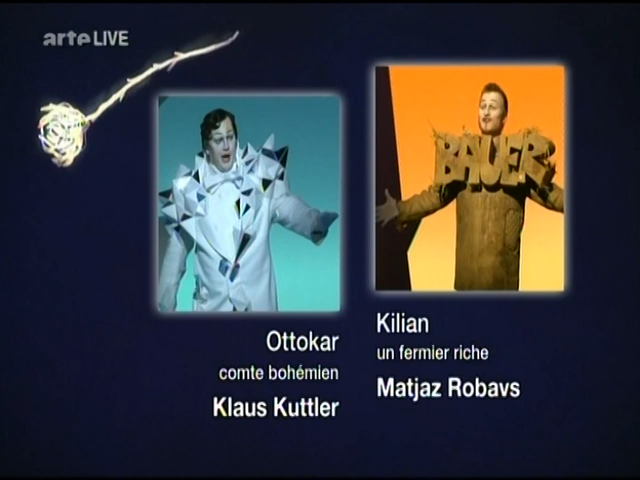 arte LIVE
BAUER
Ottokar
comte bohémien
Klaus Kuttler
Kilian
un fermier riche
Matjaz Robavs